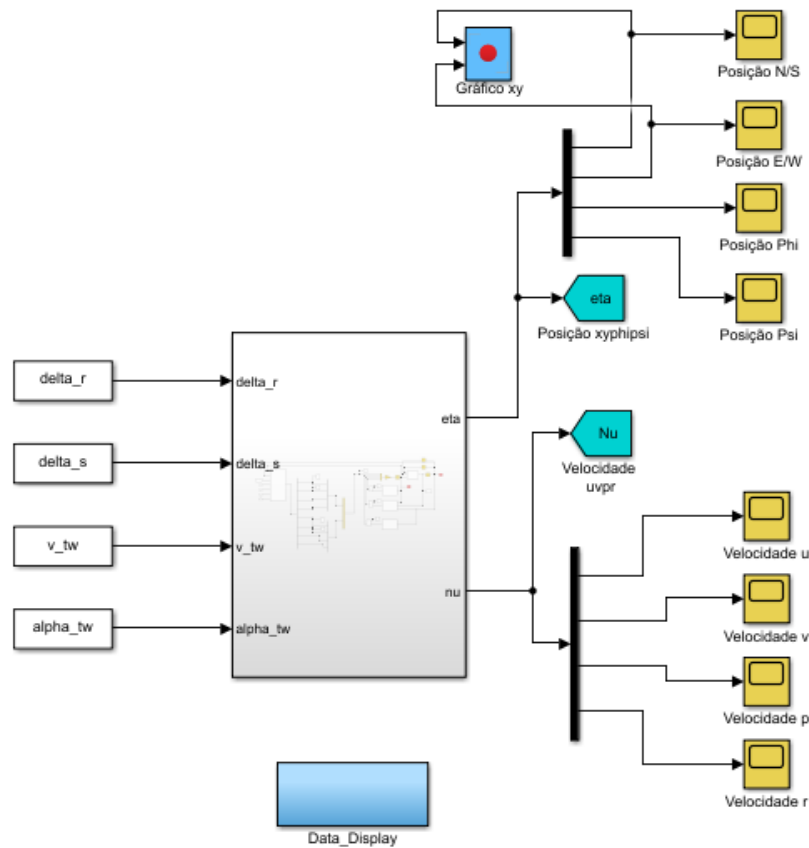 Gráfico xy
Posição N/S
Posição E/W
Posição Phi
eta
Posição xyphipsi
Posição Psi
delta_r
delta_r
eta
delta_s
delta_s
Nu
Velocidade
uvpr
v_tw
v_tw
Velocidade u
nu
alpha_tw
alpha_tw
Velocidade v
Velocidade p
Velocidade r
Data_Display